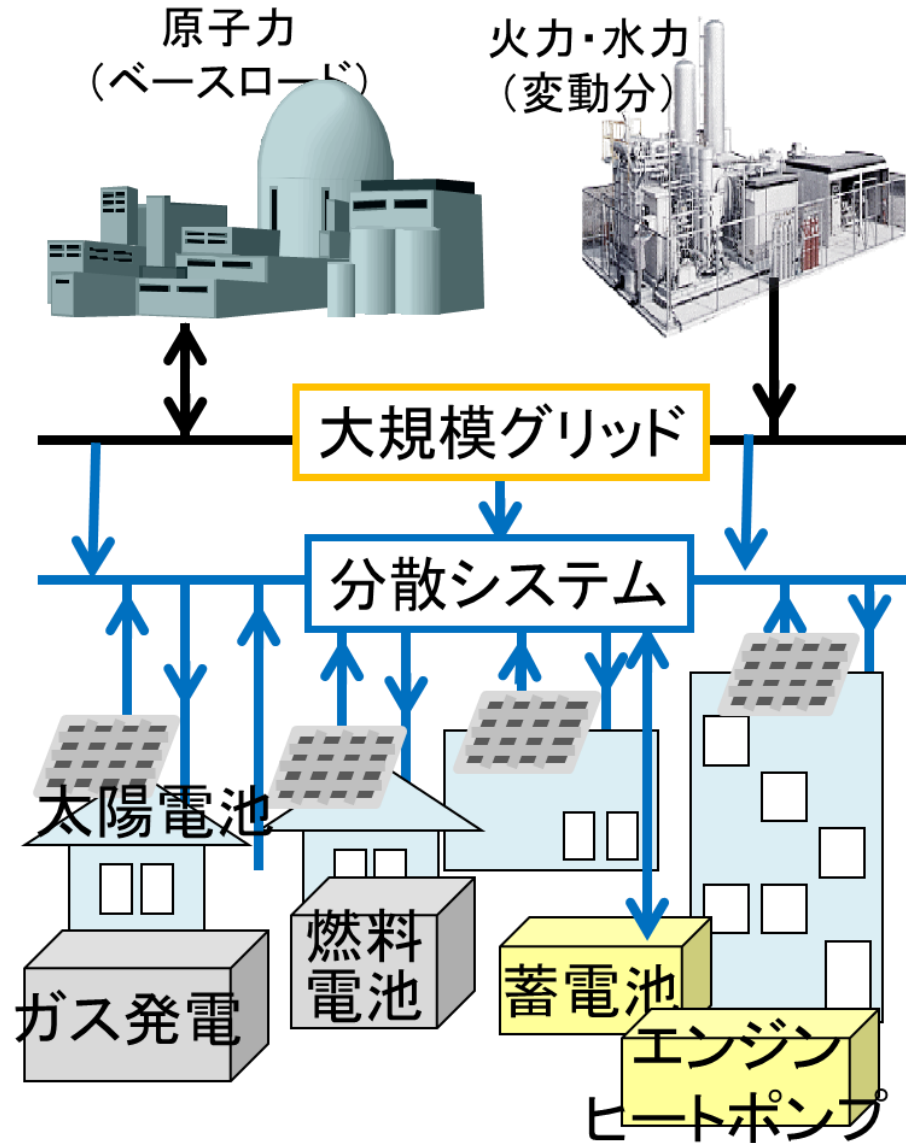 原子力
（ベースロード）
火力・水力
（変動分）
大規模グリッド
分散システム
太陽電池
燃料
電池
ガス発電
蓄電池
エンジン
ヒートポンプ